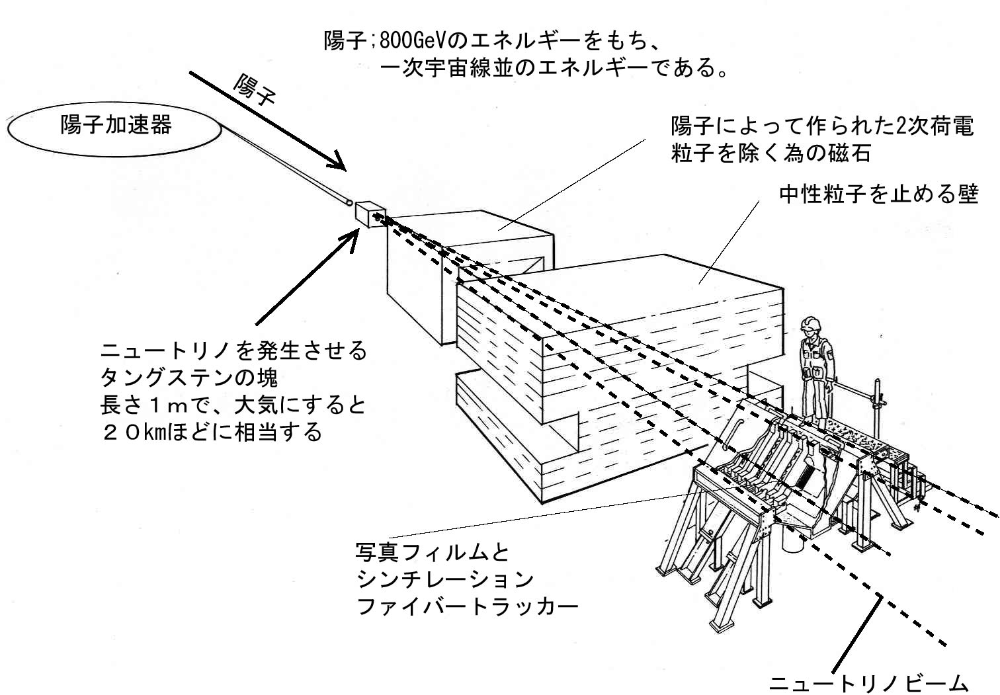 陽子;800GeVのエネルギーをもち、
一次宇宙線並のエネルギーである。
陽子
陽子加速器
陽子によって作られた2次荷電
粒子を除く為の磁石
中性粒子を止める壁
ニュートリノを発生させる
タングステンの塊
長さ１ｍで、大気にすると
２０kmほどに相当する
写真フィルムと
シンチレーション
ファイバートラッカー
ニュートリノビーム